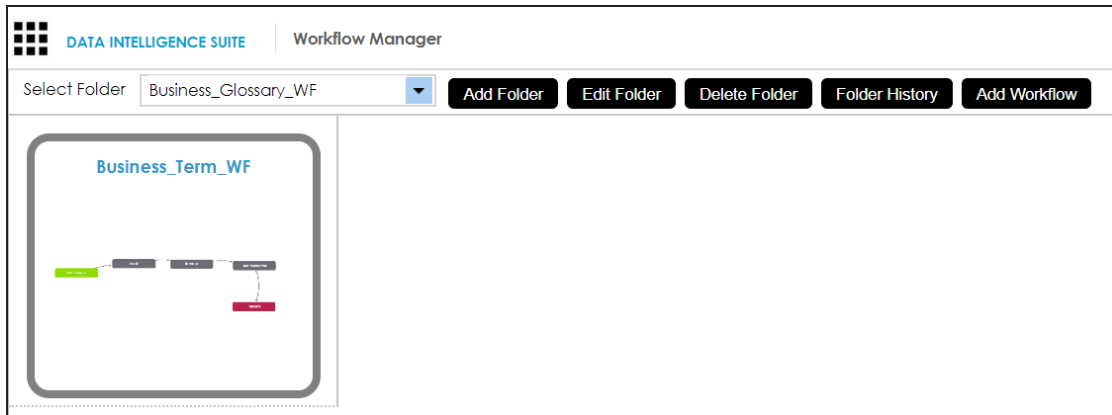 DATA INTELLIGENCE SUITE Workflow Manager
Select Folder Business_Glossary_WF Add Folder Edit Folder Delete Folder Folder History Add Workflow
Business_Term_WF